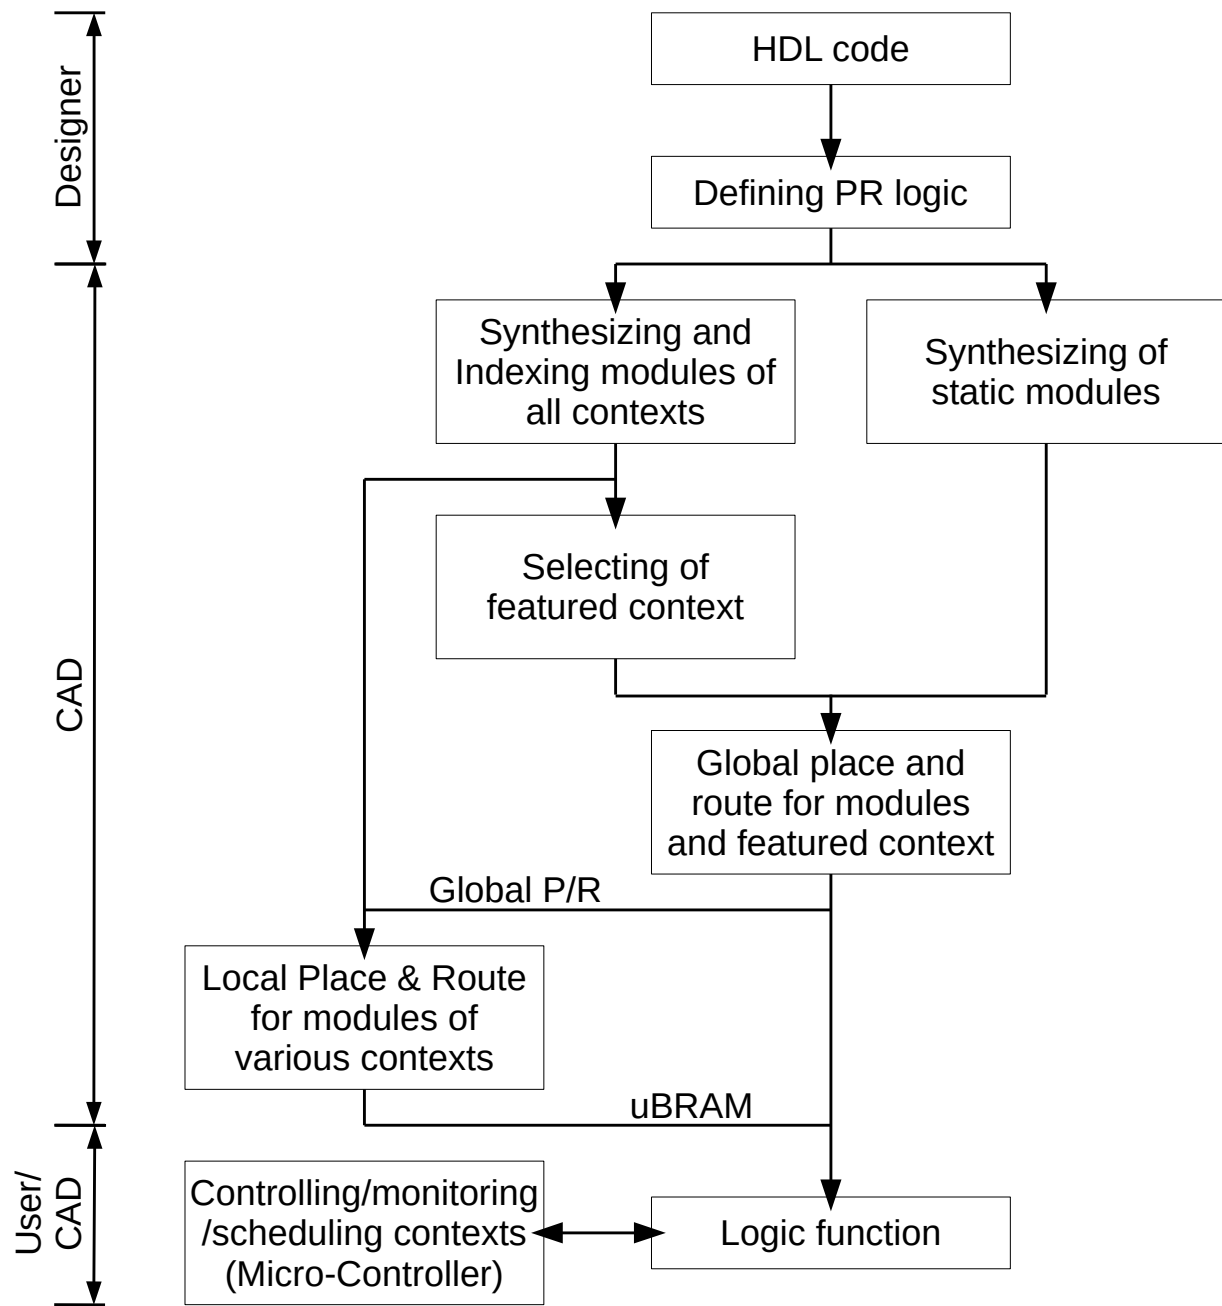 HDL code
Designer
Defining PR logic
Synthesizing and
Indexing modules of
all contexts
Synthesizing of
static modules
Selecting of
featured context
CAD
Global place and
route for modules
and featured context
Global P/R
Local Place & Route
for modules of
various contexts
uBRAM
User/
CAD
Controlling/monitoring
/scheduling contexts
(Micro-Controller)
Logic function